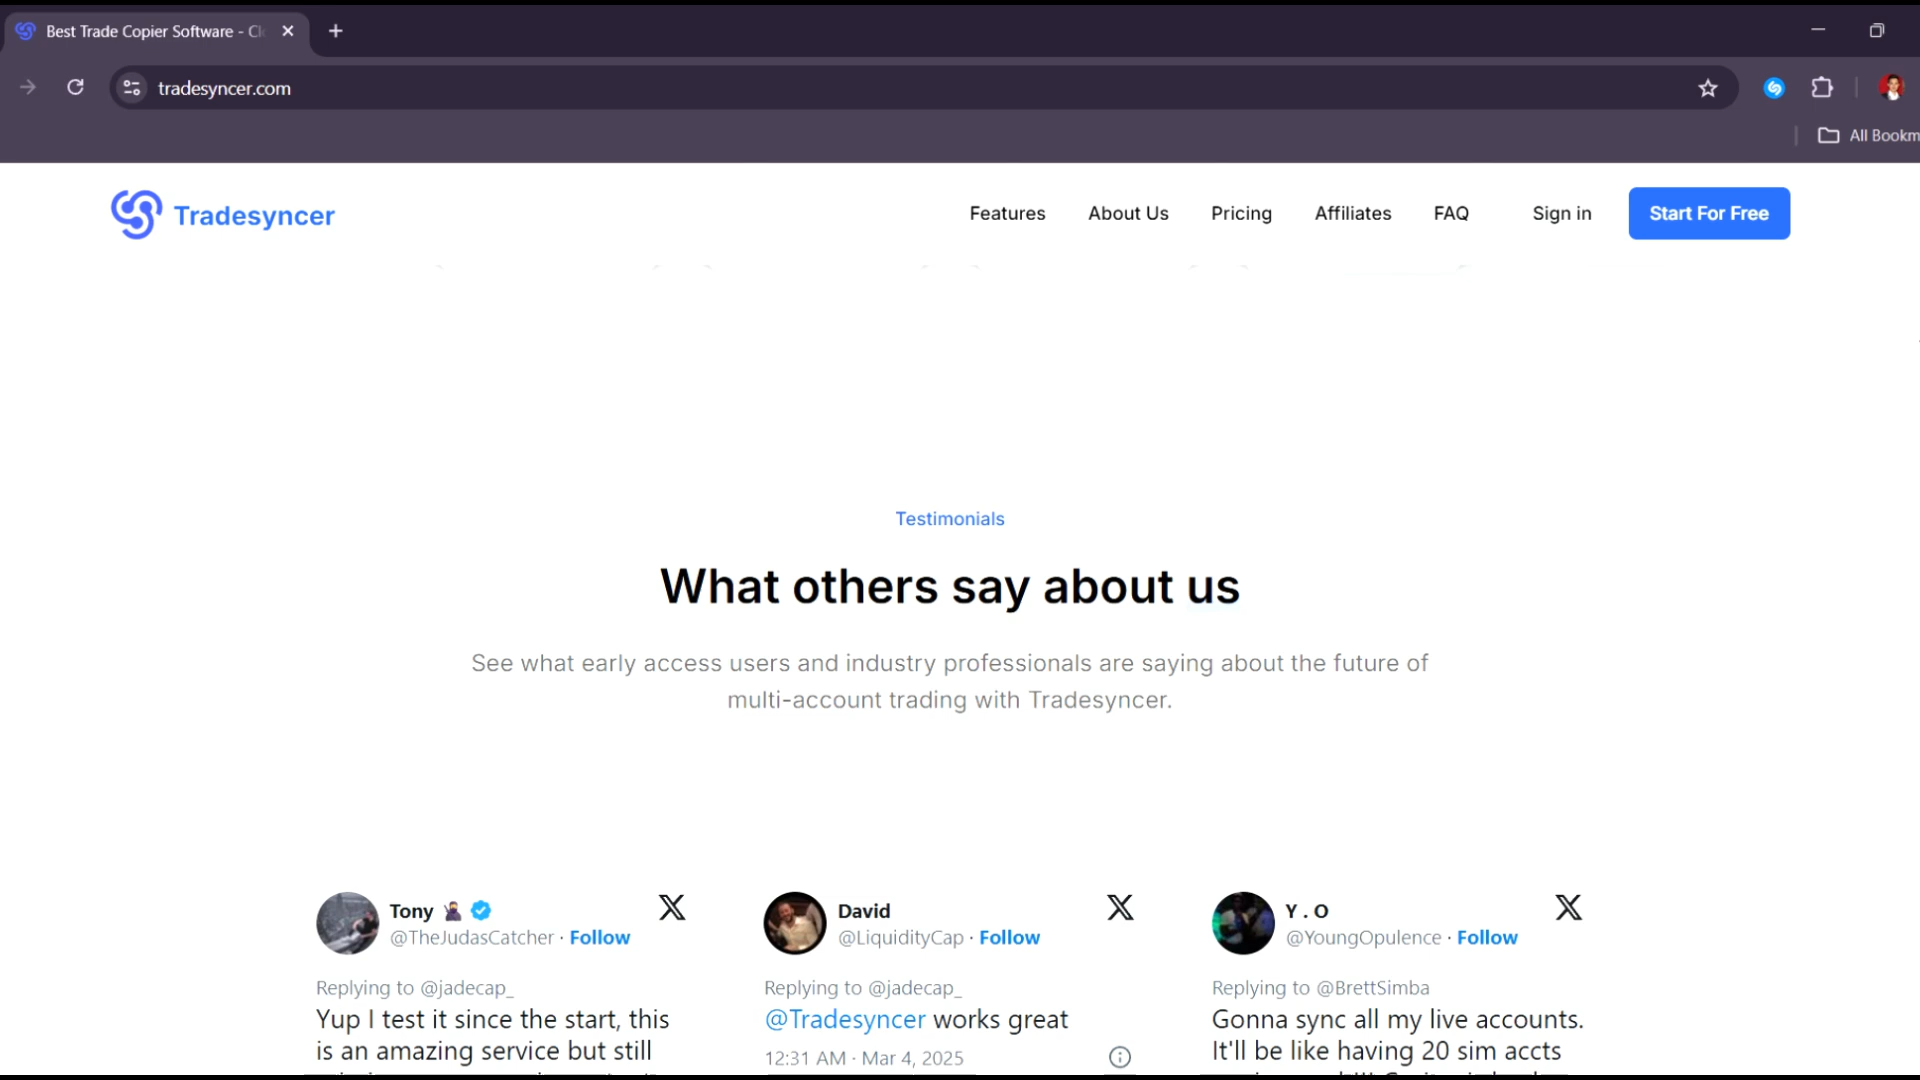 Best Trade Copier Software - Cl
tradesyncer.com
All Bookm
Tradesyncer
Features
About Us
Pricing
Affiliates
FAQ
Sign in
Start For Free
Testimonials
What others say about us
See what early access users and industry professionals are saying about the future of
multi-account trading with Tradesyncer.
Tony
@TheJudasCatcher · Follow
Replying to @jadecap_
Yup I test it since the start, this
is an amazing service but still
David
@LiquidityCap · Follow
Replying to @jadecap_
@Tradesyncer works great
12:31 AM · Mar 4, 2025
Y . O
@YoungOpulence · Follow
Replying to @BrettSimba
Gonna sync all my live accounts.
It'll be like having 20 sim accts